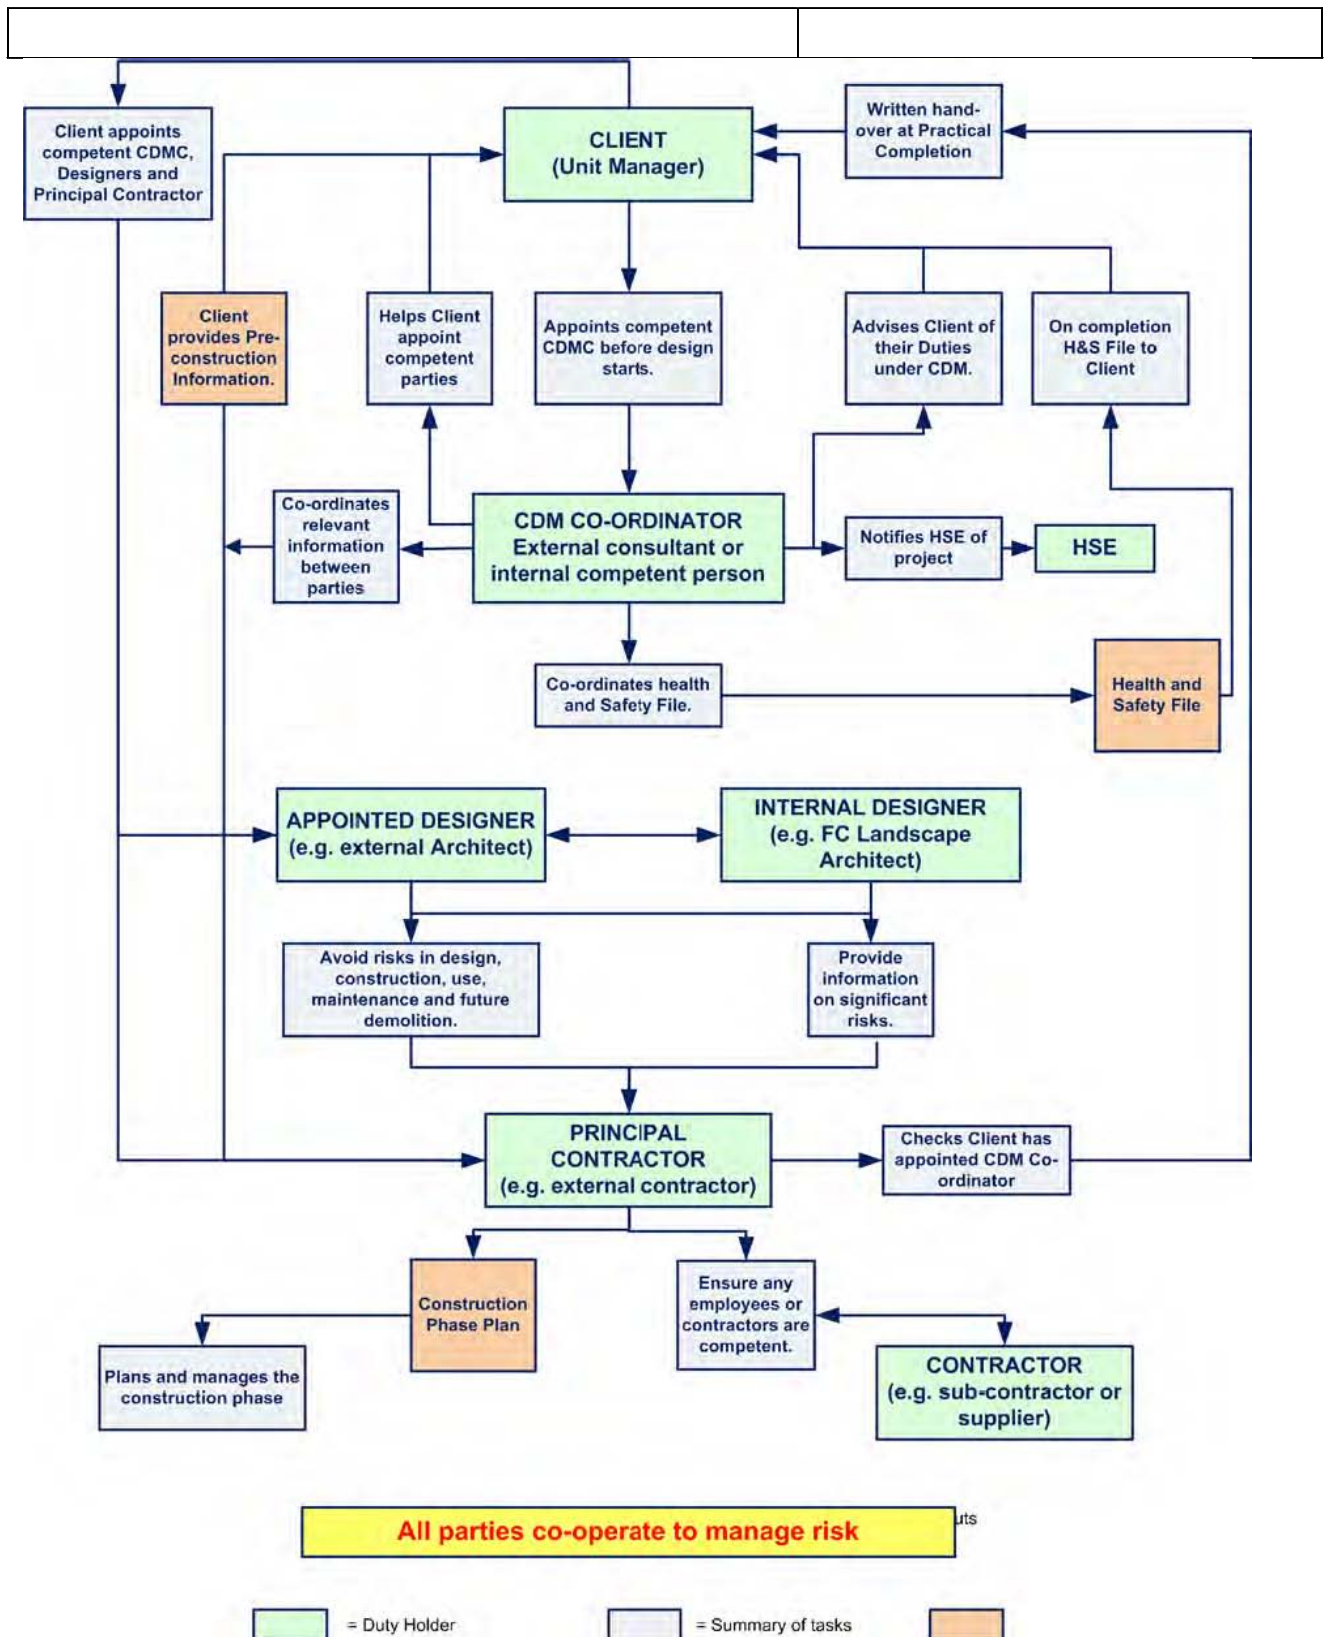 Client appoints
competent CDMC,
Designers and
Principal Contractor
CLIENT
(Unit Manager)
Written hand-
over at Practical
Completion
Client
provides Pre-
construction
Information.
Helps Client
appoint
competent
parties
Appoints competent
CDMC before design
starts.
Advises Client of
their Duties
under CDM.
On completion
H&S File to
Client
Co-ordinates
relevant
information
between
parties
CDM CO-ORDINATOR
External consultant or
internal competent person
Notifies HSE of
project
HSE
Co-ordinates health
and Safety File.
Health and
Safety File
APPOINTED DESIGNER
(e.g. external Architect)
INTERNAL DESIGNER
(e.g. FC Landscape
Architect)
Avoid risks in design,
construction, use,
maintenance and future
demolition.
Provide
information
on significant
risks.
PRINCIPAL
CONTRACTOR
(e.g. external contractor)
Checks Client has
appointed CDM Co-
ordinator
Construction
Phase Plan
Ensure any
employees or
contractors are
competent.
Plans and manages the
construction phase
CONTRACTOR
(e.g. sub-contractor or
supplier)
All parties co-operate to manage risk
= Duty Holder
= Summary of tasks